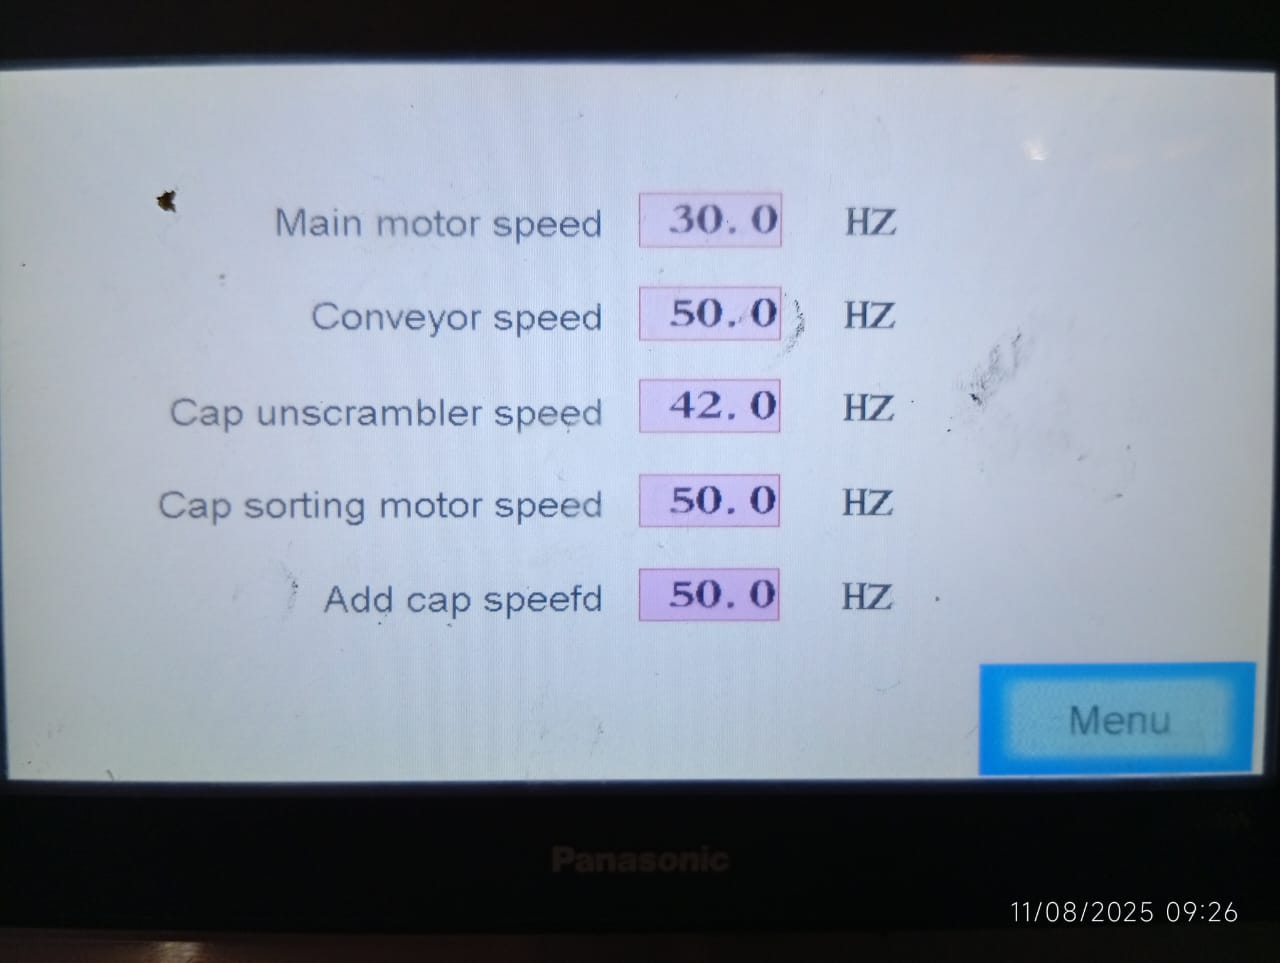 Main motor speed 30.0 HZ
Conveyor speed 50.0 HZ
Cap unscrambler speed 42.0 HZ
Cap sorting motor speed 50.0 HZ
Add cap speefd 50.0 HZ
Menu
Panasonic
11/08/2025 09:26